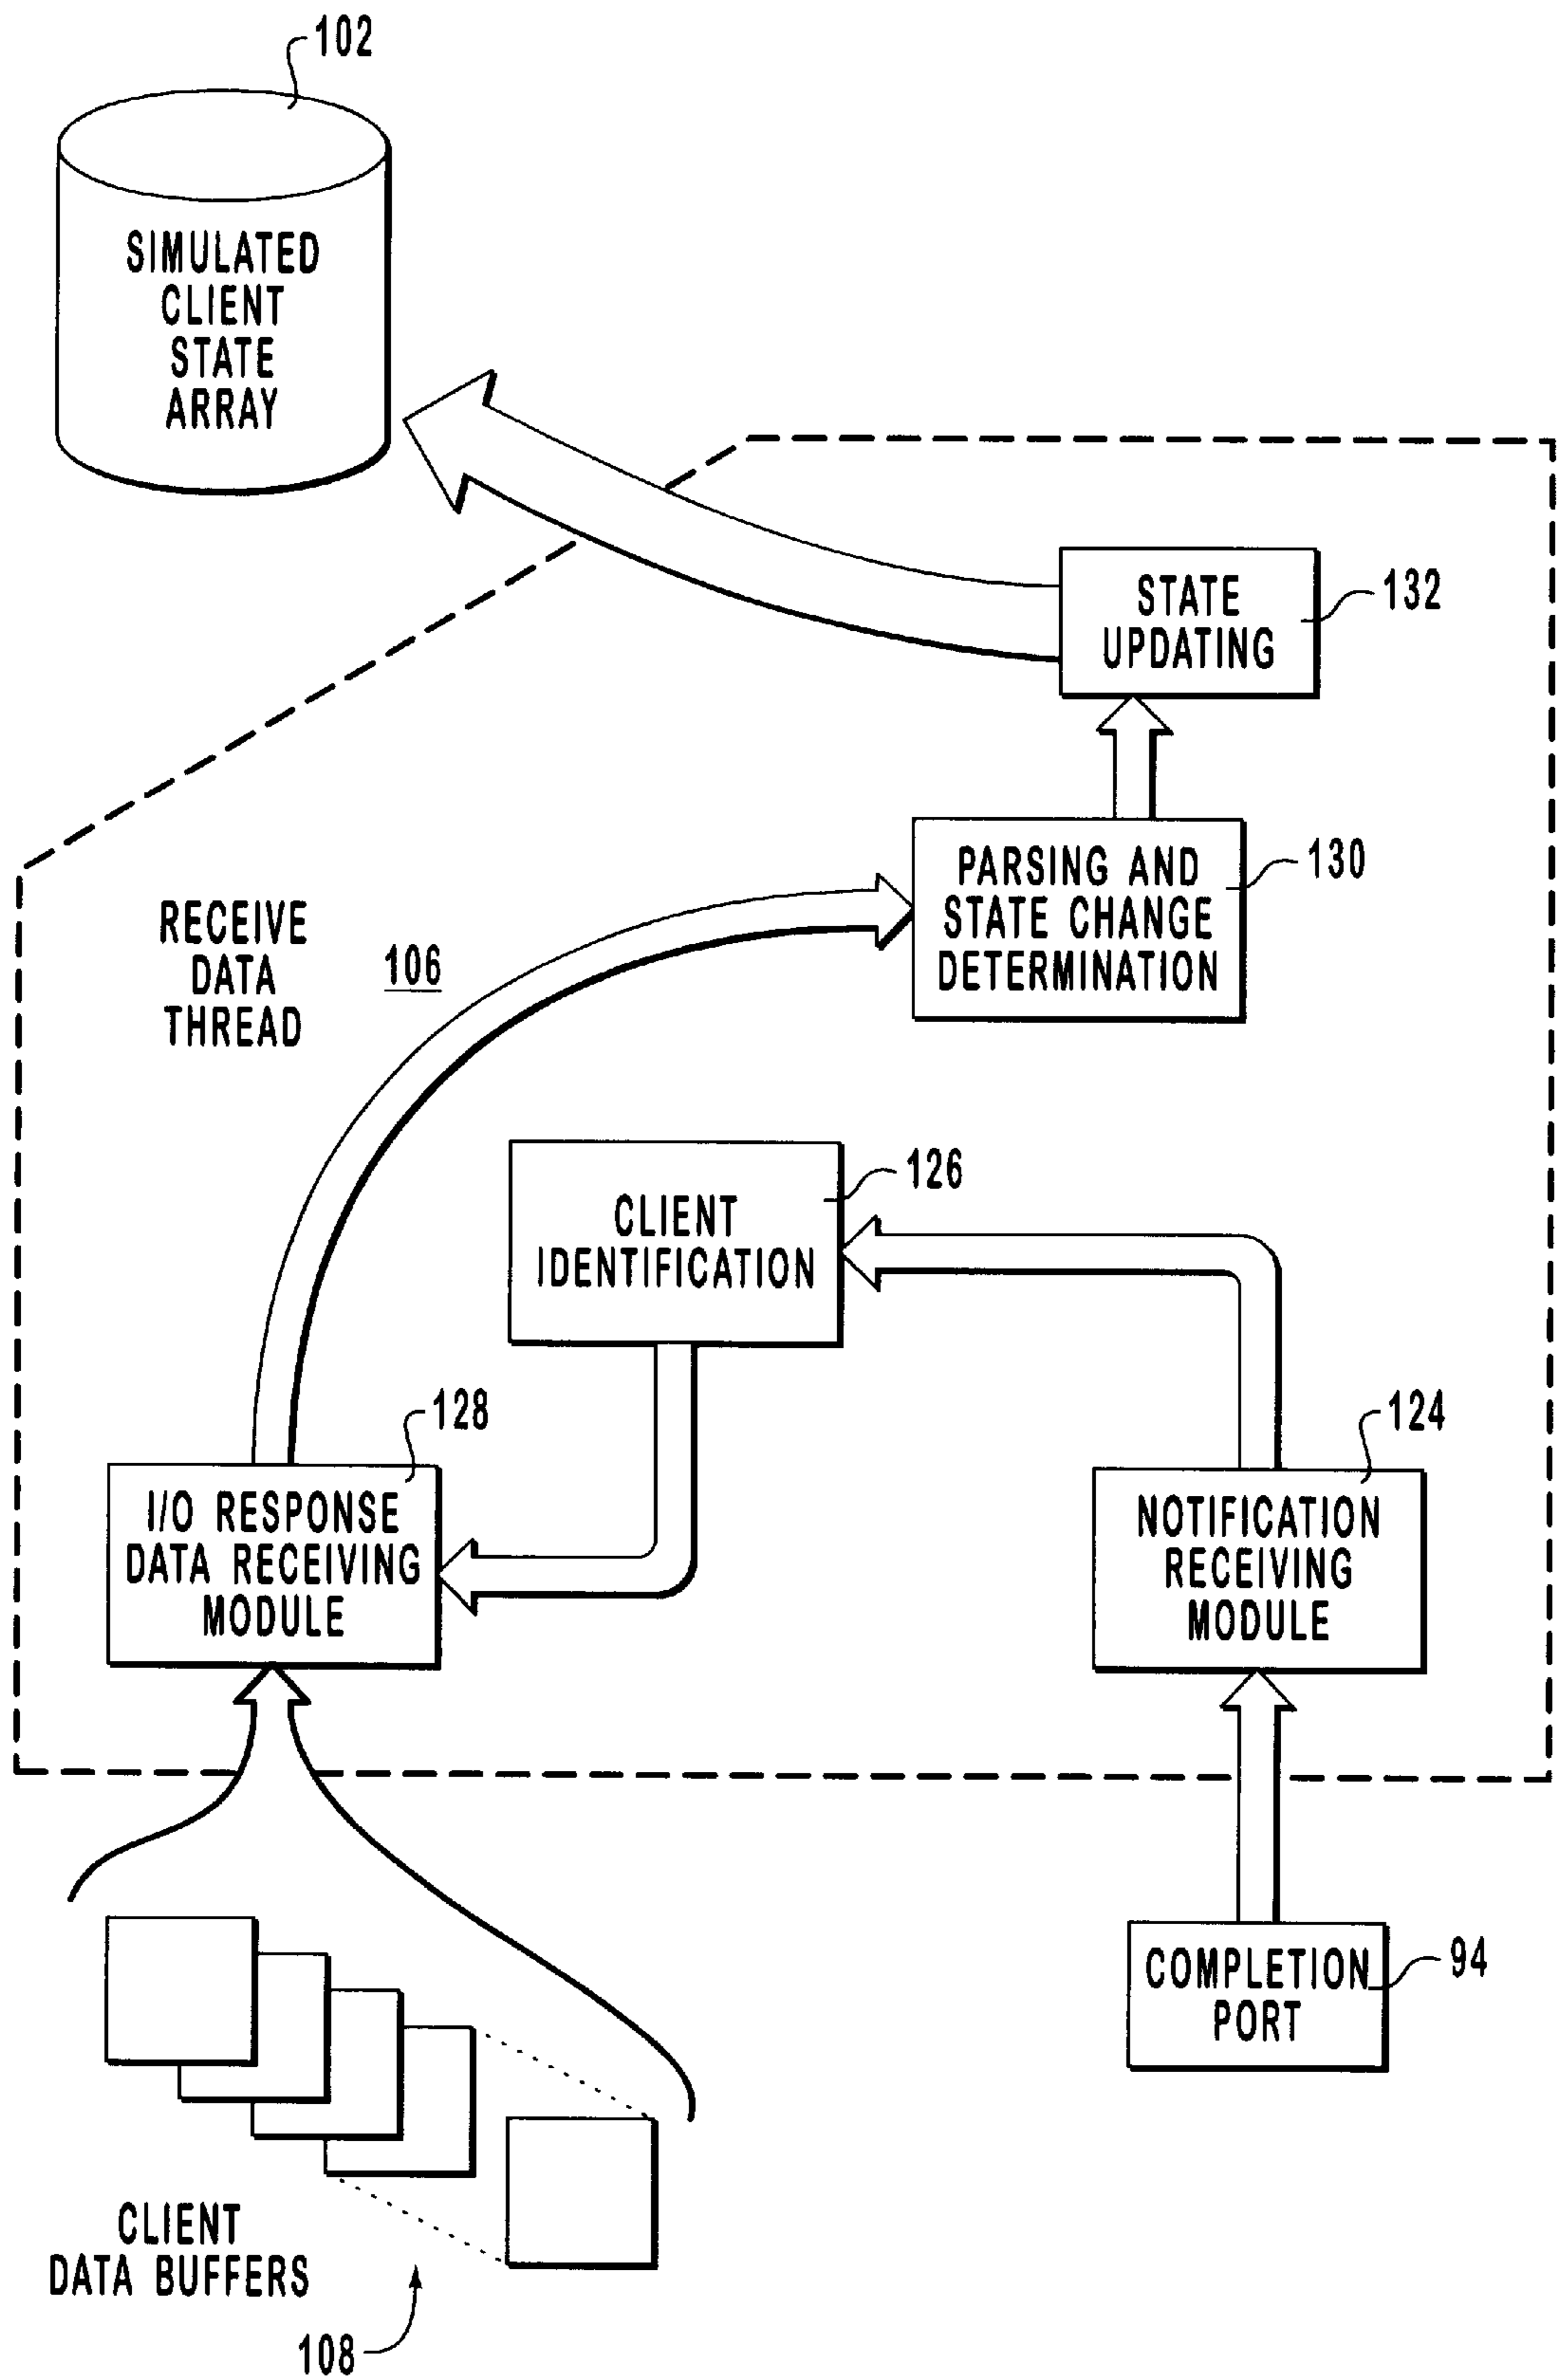 102
SIMULATED
CLIENT
STATE
ARRAY
STATE
UPDATING
132
PARSING AND
STATE CHANGE
DETERMINATION
130
RECEIVE
DATA
THREAD
106
CLIENT
IDENTIFICATION
126
128
I/O RESPONSE
DATA RECEIVING
MODULE
124
NOTIFICATION
RECEIVING
MODULE
COMPLETION
PORT
94
CLIENT
DATA BUFFERS
108